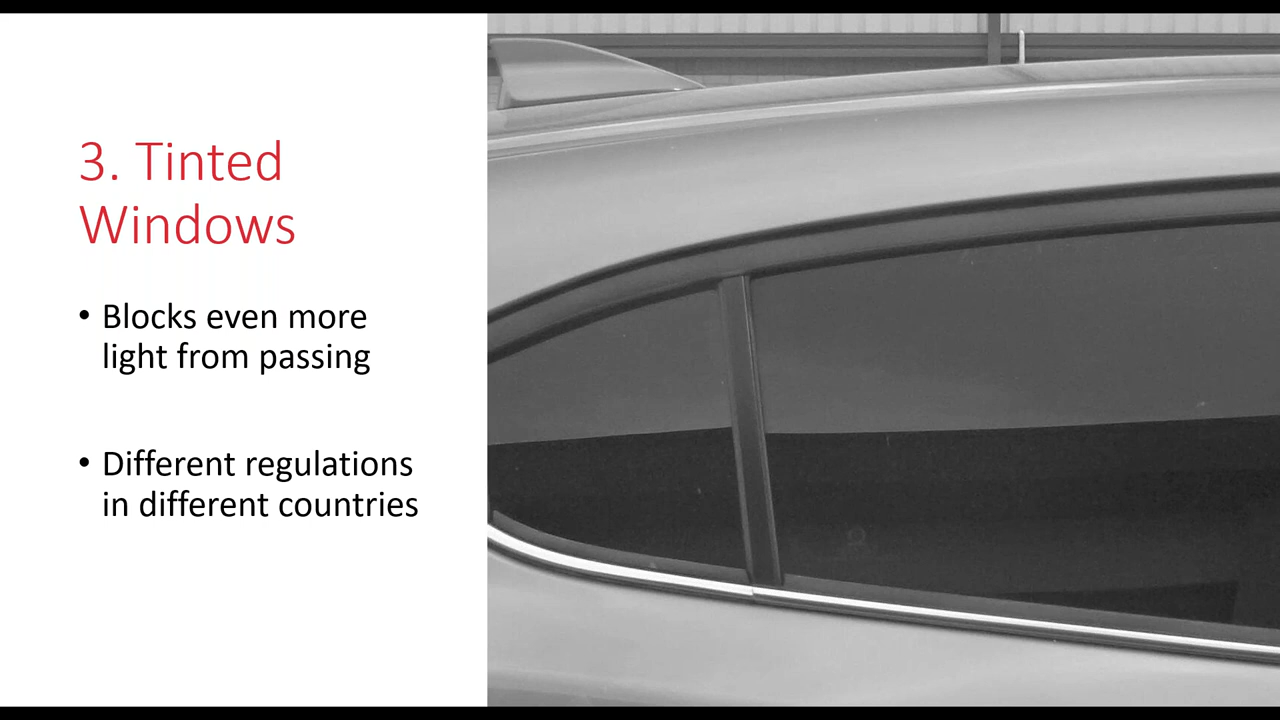 3. Tinted
Windows
• Blocks even more
light from passing
• Different regulations
in different countries